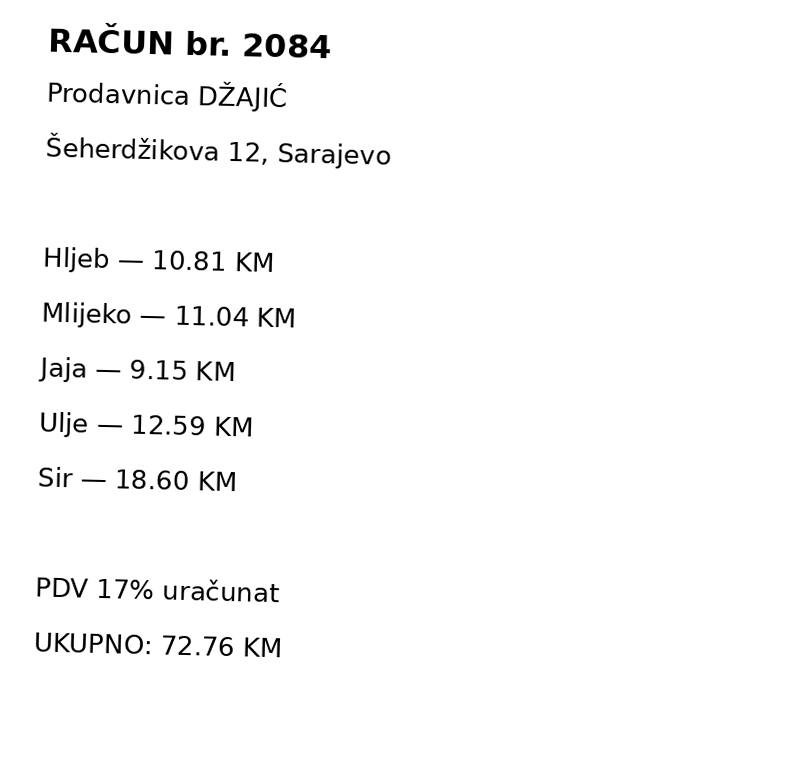 RAČUN br. 2084
Prodavnica DŽAJIĆ
Šeherdžikova 12, Sarajevo
Hljeb — 10.81 KM
Mlijeko — 11.04 KM
Jaja — 9.15 KM
Ulje — 12.59 KM
Sir — 18.60 KM
PDV 17% uračunat
UKUPNO: 72.76 KM